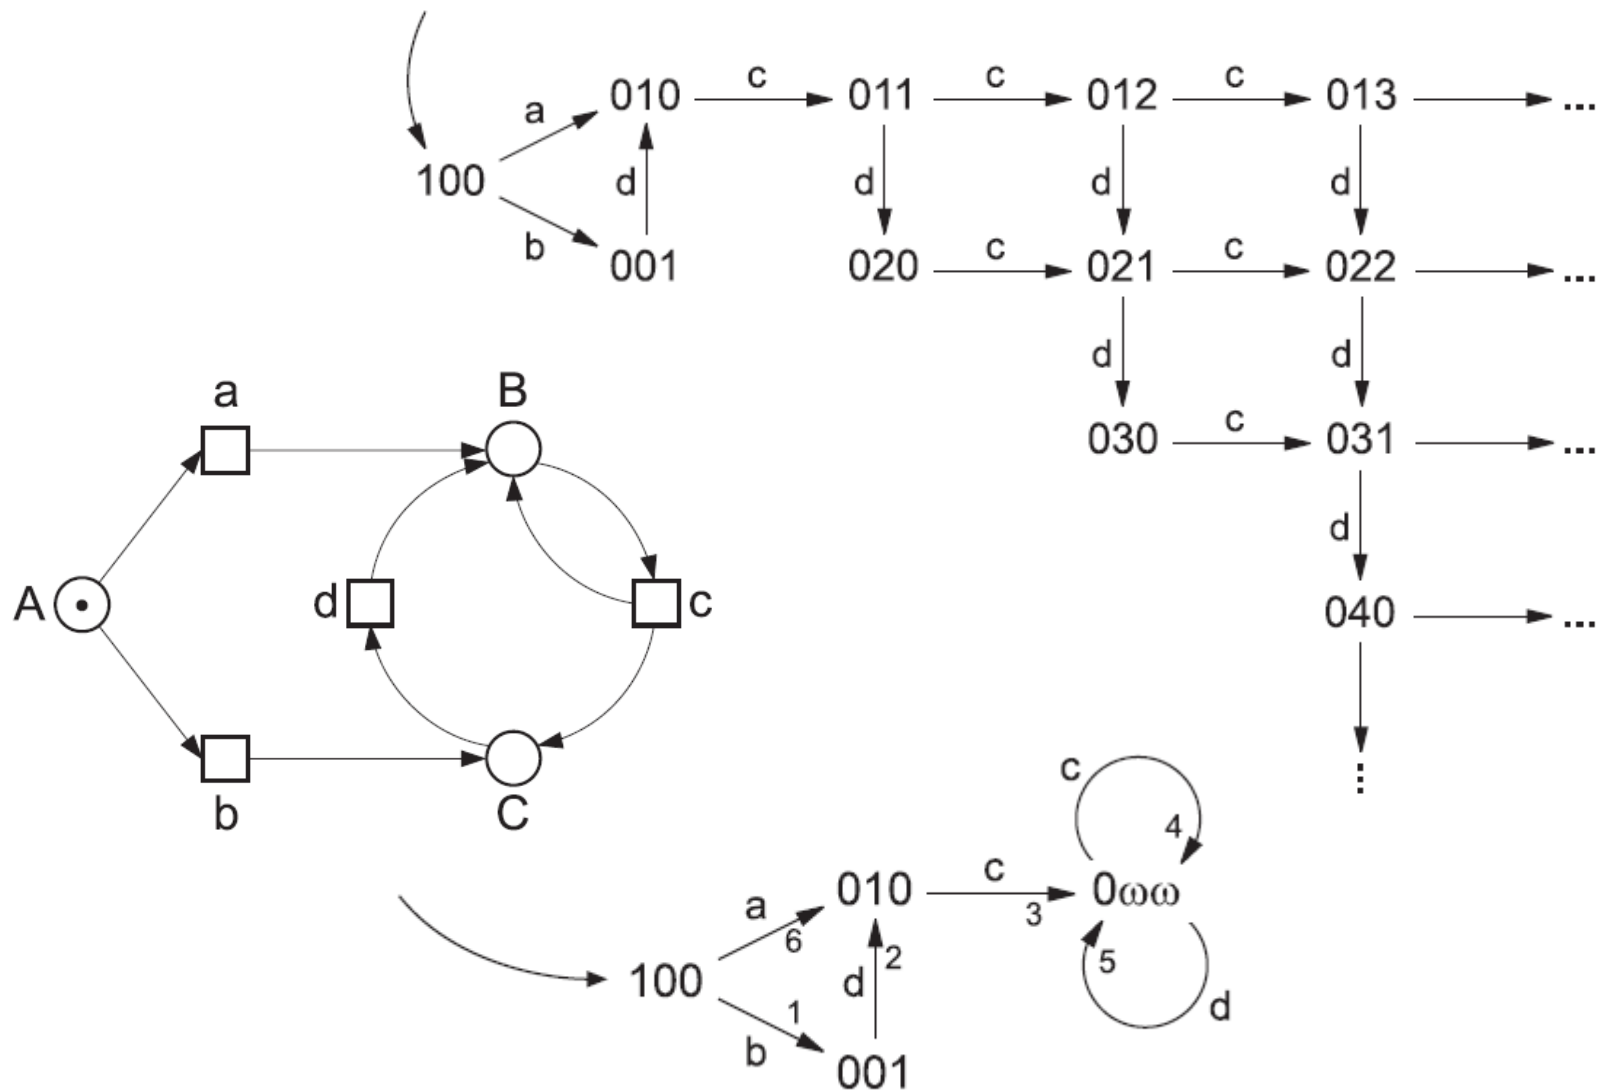 010 c 011 c 012 c 013 ...
a
100 d d d d
b
001 020 c 021 c 022 ...
d d
030 c 031 ...
d
040 ...
⋮
a B
A d c
b C
c
4
010 c 3 0ωω
a 6 2 5
100 d d
1
b
001